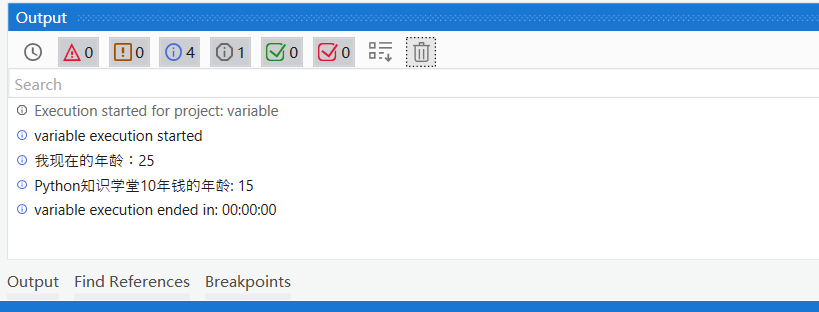 Output
0 0 4 1 0 0
Search
Execution started for project: variable
variable execution started
我现在的年龄：25
Python知识学堂10年钱的年龄: 15
variable execution ended in: 00:00:00
Output Find References Breakpoints